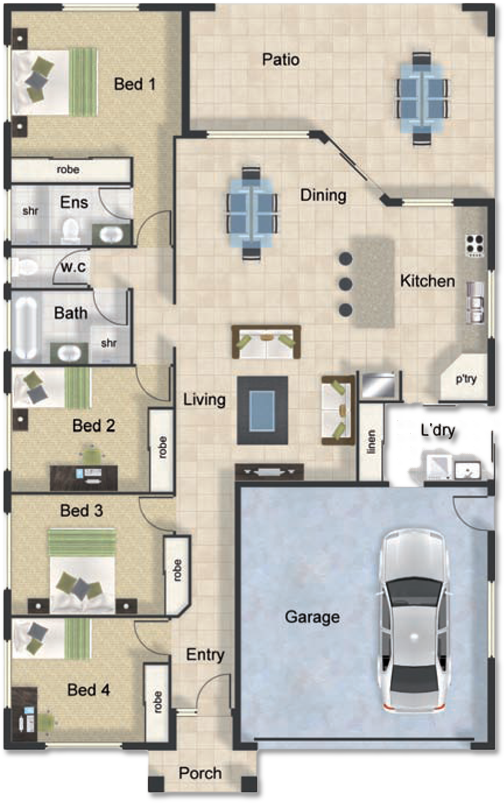 Patio
Bed 1
robe
Ens
shr
Dining
W.C
Kitchen
Bath
shr
p'try
Living
Bed 2
robe
linen
L'dry
Bed 3
robe
Garage
Entry
Bed 4
robe
Porch